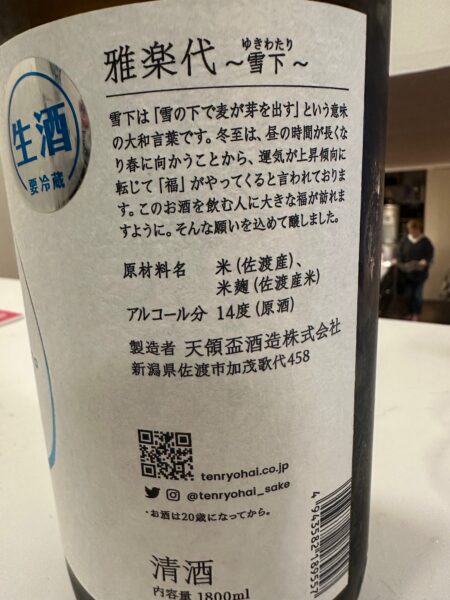 雅楽代
ゆきわたり
～雪下～
生酒
要冷蔵
雪下は「雪の下で麦が芽を出す」という意味
の大和言葉です。冬至は、昼の時間が長くな
り春に向かうことから、運気が上昇傾向に
転じて「福」がやってくると言われておりま
す。このお酒を飲む人に大きな福が訪れま
すように。そんな願いを込めて醸しました。
原材料名 米(佐渡産)、
米麹(佐渡産米)
アルコール分 14度(原酒)
製造者 天領盃酒造株式会社
新潟県佐渡市加茂歌代458
tenryohai.co.jp
@tenryohai_sake
・お酒は20歳になってから。
清酒
内容量 1800ml
4943582189557